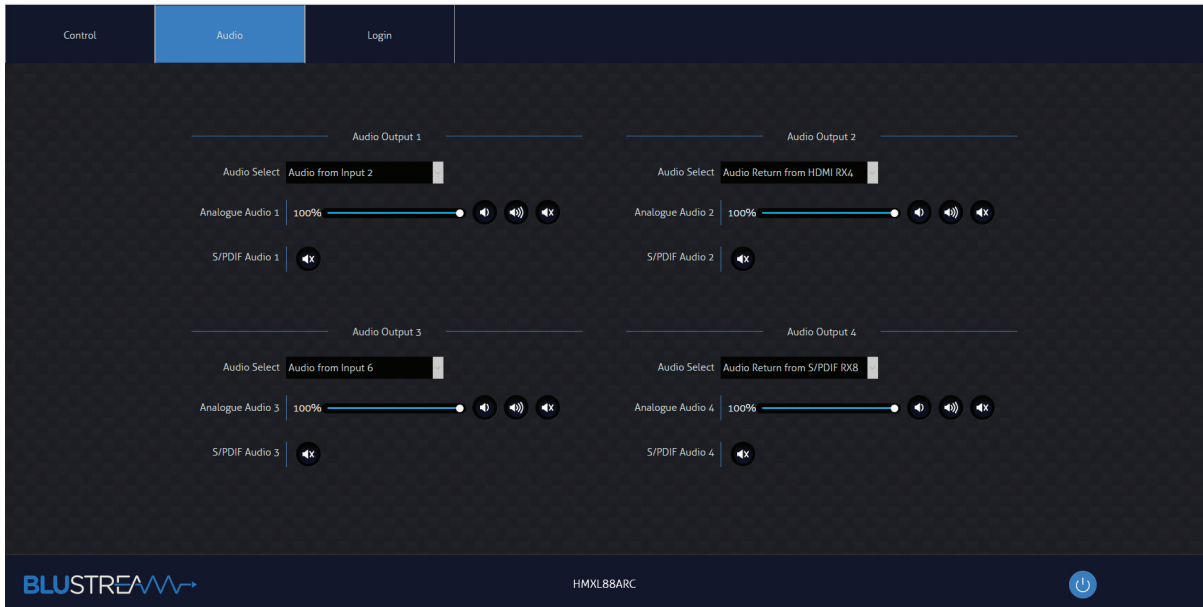 Control Audio Login
Audio Output 1
Audio Select Audio from Input 2
Analogue Audio 1 100%
S/PDIF Audio 1
Audio Output 2
Audio Select Audio Return from HDMI RX4
Analogue Audio 2 100%
S/PDIF Audio 2
Audio Output 3
Audio Select Audio from Input 6
Analogue Audio 3 100%
S/PDIF Audio 3
Audio Output 4
Audio Select Audio Return from S/PDIF RX8
Analogue Audio 4 100%
S/PDIF Audio 4
BLUSTREAM HMXL88ARC